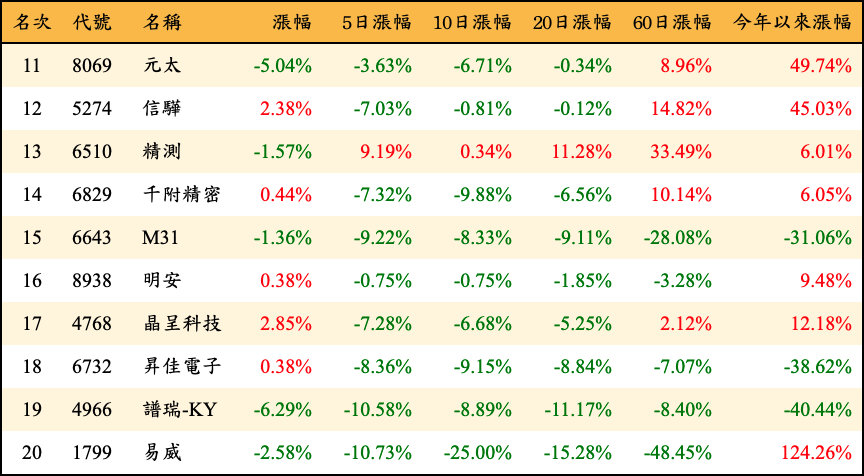 名次 代號 名稱 漲幅 5日漲幅 10日漲幅 20日漲幅 60日漲幅 今年以來漲幅
11 8069 元太 -5.04% -3.63% -6.71% -0.34% 8.96% 49.74%
12 5274 信驊 2.38% -7.03% -0.81% -0.12% 14.82% 45.03%
13 6510 精測 -1.57% 9.19% 0.34% 11.28% 33.49% 6.01%
14 6829 千附精密 0.44% -7.32% -9.88% -6.56% 10.14% 6.05%
15 6643 M31 -1.36% -9.22% -8.33% -9.11% -28.08% -31.06%
16 8938 明安 0.38% -0.75% -0.75% -1.85% -3.28% 9.48%
17 4768 晶呈科技 2.85% -7.28% -6.68% -5.25% 2.12% 12.18%
18 6732 昇佳電子 0.38% -8.36% -9.15% -8.84% -7.07% -38.62%
19 4966 譜瑞-KY -6.29% -10.58% -8.89% -11.17% -8.40% -40.44%
20 1799 易威 -2.58% -10.73% -25.00% -15.28% -48.45% 124.26%